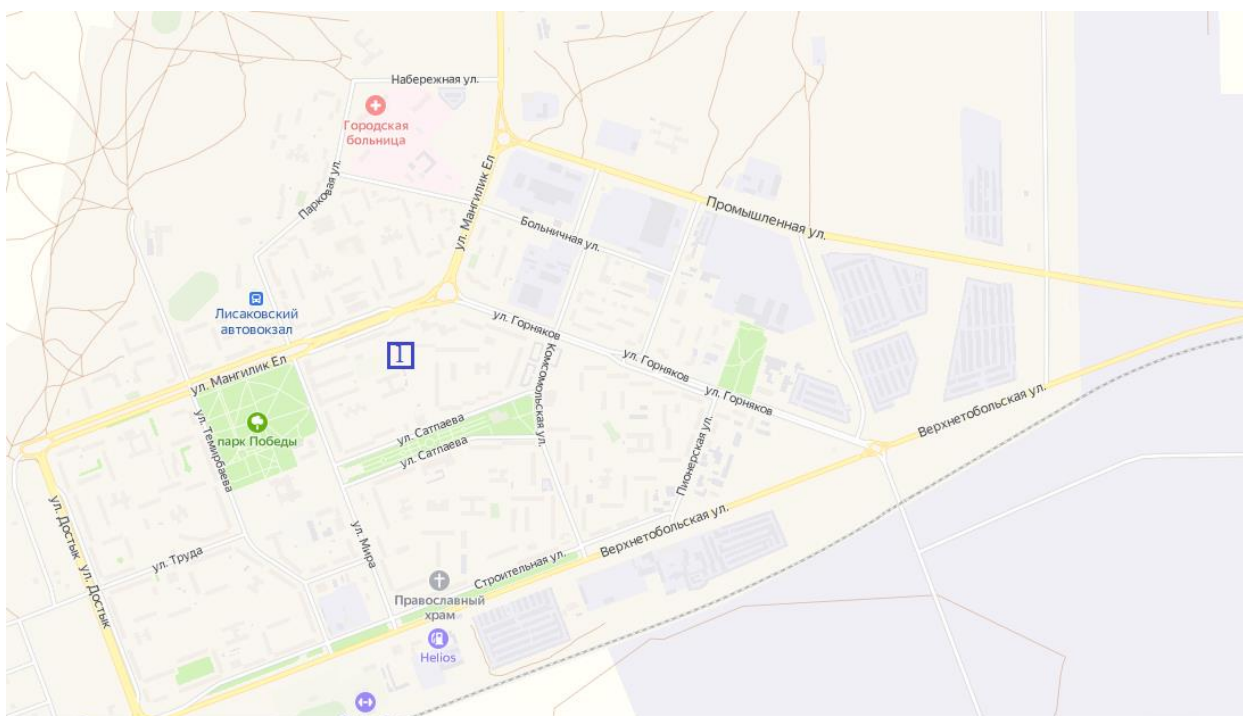 Набережная ул.
Городская
больница
Парковая ул.
ул. Мангилик Ел
Больничная ул.
Промышленная ул.
Лисаковский
автовокзал
ул. Горняков
1
ул. Мангилик Ел
Комсомольская ул.
ул. Горняков
ул. Горняков
Верхнетобольская ул.
парк Победы
ул. Темирбаева
ул. Сатпаева
ул. Сатпаева
Пионерская ул.
ул. Достык
ул. Достык
ул. Труда
ул. Мира
Верхнетобольская ул.
Строительная ул.
Православный
храм
Helios